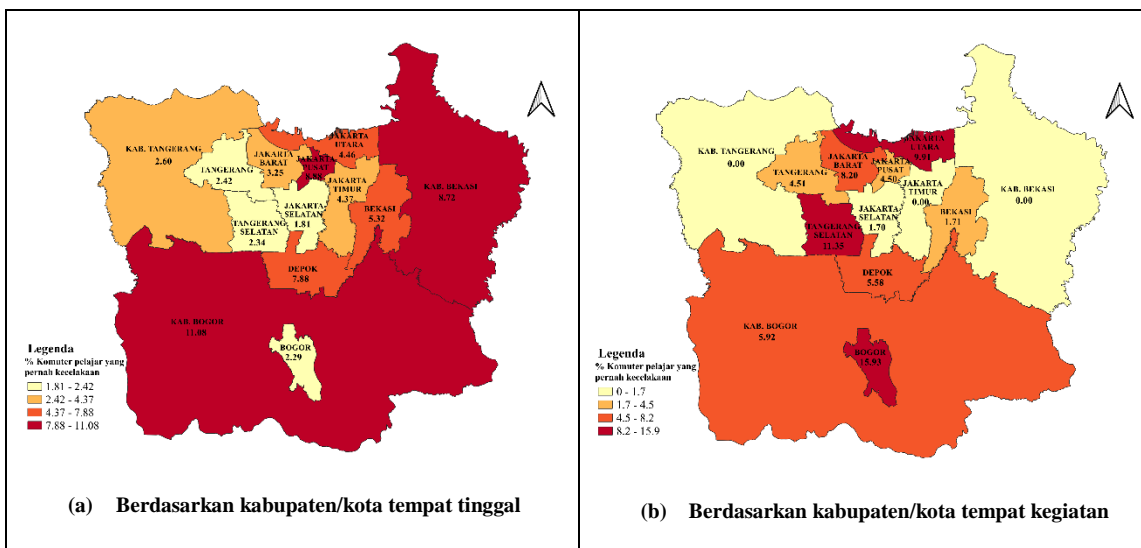 KAB. TANGERANG
2.60
TANGERANG
2.42
JAKARTA
BARAT
3.25
JAKARTA
PUSAT
8.88
JAKARTA
UTARA
4.46
JAKARTA
TIMUR
4.37
JAKARTA
SELATAN
1.81
TANGERANG
SELATAN
2.34
BEKASI
5.32
KAB. BEKASI
8.72
DEPOK
7.88
KAB. BOGOR
11.08
BOGOR
2.29
Legenda
% Komuter pelajar yang
pernah kecelakaan
1.81 - 2.42
2.42 - 4.37
4.37 - 7.88
7.88 - 11.08
(a) Berdasarkan kabupaten/kota tempat tinggal
KAB. TANGERANG
0.00
TANGERANG
4.51
JAKARTA
BARAT
8.20
JAKARTA
PUSAT
4.50
JAKARTA
UTARA
9.91
JAKARTA
TIMUR
0.00
JAKARTA
SELATAN
1.70
TANGERANG
SELATAN
11.35
BEKASI
1.71
KAB. BEKASI
0.00
DEPOK
5.58
KAB. BOGOR
5.92
BOGOR
15.93
Legenda
% Komuter pelajar yang
pernah kecelakaan
0 - 1.7
1.7 - 4.5
4.5 - 8.2
8.2 - 15.9
(b) Berdasarkan kabupaten/kota tempat kegiatan